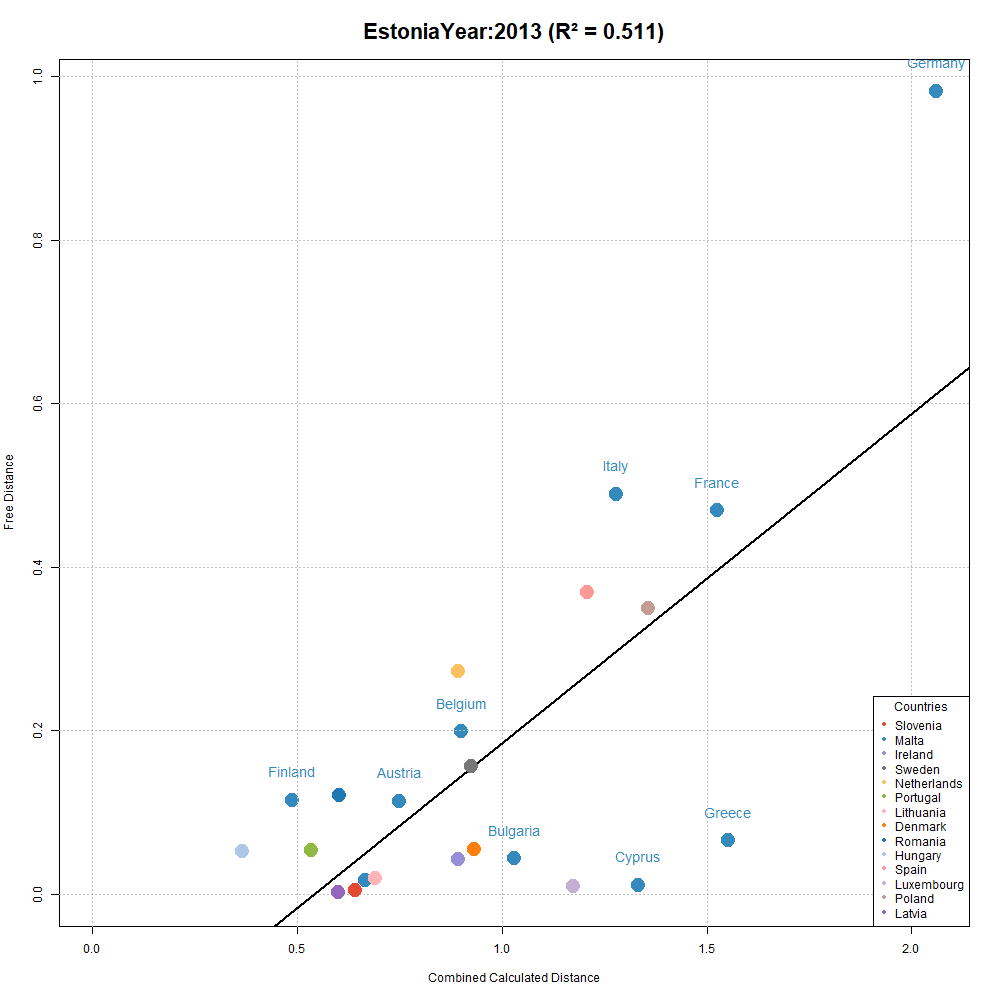 EstoniaYear:2013 (R² = 0.511)
Germany
Italy
France
Belgium
Finland
Austria
Greece
Bulgaria
Cyprus
1.0
0.8
0.6
0.4
0.2
0.0
Free Distance
0.0 0.5 1.0 1.5 2.0
Combined Calculated Distance
Countries
Slovenia
Malta
Ireland
Sweden
Netherlands
Portugal
Lithuania
Denmark
Romania
Hungary
Spain
Luxembourg
Poland
Latvia